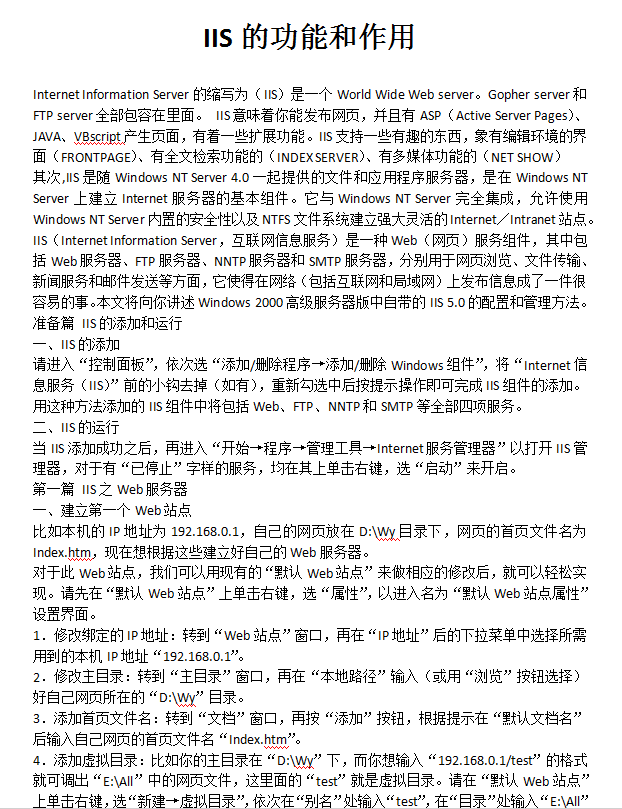 IIS 的功能和作用
Internet Information Server 的缩写为（IIS）是一个 World Wide Web server。Gopher server 和
FTP server 全部包容在里面。 IIS 意味着你能发布网页，并且有 ASP（Active Server Pages）、
JAVA、VBscript 产生页面，有着一些扩展功能。IIS 支持一些有趣的东西，象有编辑环境的界
面（FRONTPAGE）、有全文检索功能的（INDEX SERVER）、有多媒体功能的（NET SHOW）
其次,IIS 是随 Windows NT Server 4.0 一起提供的文件和应用程序服务器，是在 Windows NT
Server 上建立 Internet 服务器的基本组件。它与 Windows NT Server 完全集成，允许使用
Windows NT Server 内置的安全性以及 NTFS 文件系统建立强大灵活的 Internet／Intranet 站点。
IIS（Internet Information Server，互联网信息服务）是一种 Web（网页）服务组件，其中包
括 Web 服务器、FTP 服务器、NNTP 服务器和 SMTP 服务器，分别用于网页浏览、文件传输、
新闻服务和邮件发送等方面，它使得在网络（包括互联网和局域网）上发布信息成了一件很
容易的事。本文将向你讲述 Windows 2000 高级服务器版中自带的 IIS 5.0 的配置和管理方法。
准备篇 IIS 的添加和运行
一、IIS 的添加
请进入“控制面板”，依次选“添加/删除程序→添加/删除 Windows 组件”，将“Internet 信
息服务（IIS）”前的小钩去掉（如有），重新勾选中后按提示操作即可完成 IIS 组件的添加。
用这种方法添加的 IIS 组件中将包括 Web、FTP、NNTP 和 SMTP 等全部四项服务。
二、IIS 的运行
当 IIS 添加成功之后，再进入“开始→程序→管理工具→Internet 服务管理器”以打开 IIS 管
理器，对于有“已停止”字样的服务，均在其上单击右键，选“启动”来开启。
第一篇 IIS 之 Web 服务器
一、建立第一个 Web 站点
比如本机的 IP 地址为 192.168.0.1，自己的网页放在 D:\Wy 目录下，网页的首页文件名为
Index.htm，现在想根据这些建立好自己的 Web 服务器。
对于此 Web 站点，我们可以用现有的“默认 Web 站点”来做相应的修改后，就可以轻松实
现。请先在“默认 Web 站点”上单击右键，选“属性”，以进入名为“默认 Web 站点属性”
设置界面。
1．修改绑定的 IP 地址：转到“Web 站点”窗口，再在“IP 地址”后的下拉菜单中选择所需
用到的本机 IP 地址“192.168.0.1”。
2．修改主目录：转到“主目录”窗口，再在“本地路径”输入（或用“浏览”按钮选择）
好自己网页所在的“D:\Wy”目录。
3．添加首页文件名：转到“文档”窗口，再按“添加”按钮，根据提示在“默认文档名”
后输入自己网页的首页文件名“Index.htm”。
4．添加虚拟目录：比如你的主目录在“D:\Wy”下，而你想输入“192.168.0.1/test”的格式
就可调出“E:\All”中的网页文件，这里面的“test”就是虚拟目录。请在“默认 Web 站点”
上单击右键，选“新建→虚拟目录”，依次在“别名”处输入“test”，在“目录”处输入“E:\All”